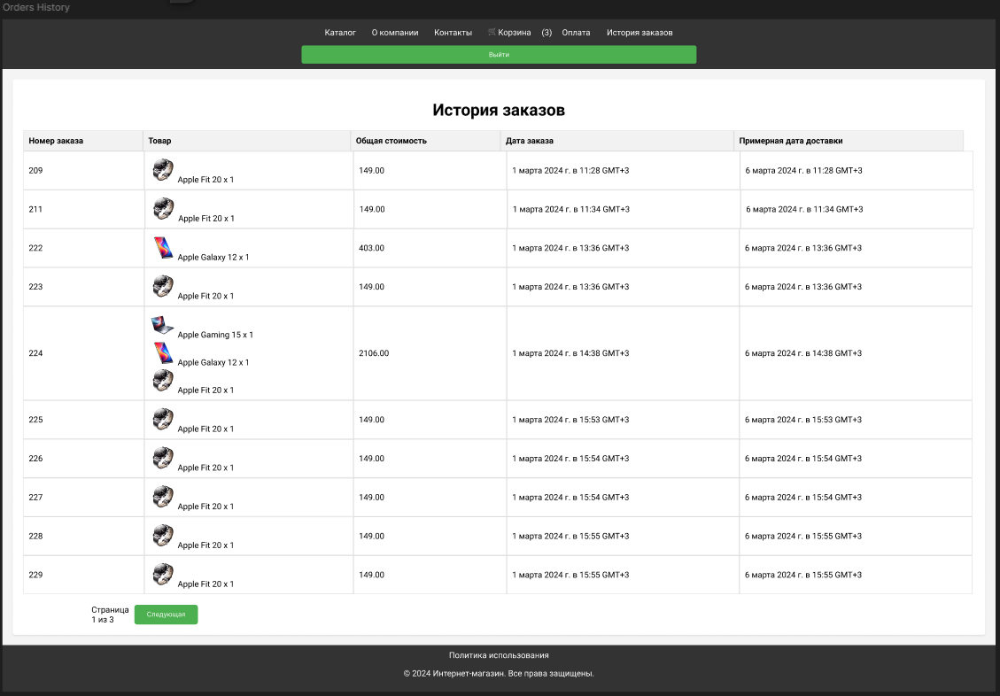 Orders History
Каталог О компании Контакты Корзина (3) Оплата История заказов
Выйти
История заказов
Номер заказа Товар Общая стоимость Дата заказа Примерная дата доставки
209 Apple Fit 20 x 1 149.00 1 марта 2024 г. в 11:28 GMT+3 6 марта 2024 г. в 11:28 GMT+3
211 Apple Fit 20 x 1 149.00 1 марта 2024 г. в 11:34 GMT+3 6 марта 2024 г. в 11:34 GMT+3
222 Apple Galaxy 12 x 1 403.00 1 марта 2024 г. в 13:36 GMT+3 6 марта 2024 г. в 13:36 GMT+3
223 Apple Fit 20 x 1 149.00 1 марта 2024 г. в 13:36 GMT+3 6 марта 2024 г. в 13:36 GMT+3
Apple Gaming 15 x 1
224 Apple Galaxy 12 x 1 2106.00 1 марта 2024 г. в 14:38 GMT+3 6 марта 2024 г. в 14:38 GMT+3
Apple Fit 20 x 1
225 Apple Fit 20 x 1 149.00 1 марта 2024 г. в 15:53 GMT+3 6 марта 2024 г. в 15:53 GMT+3
226 Apple Fit 20 x 1 149.00 1 марта 2024 г. в 15:54 GMT+3 6 марта 2024 г. в 15:54 GMT+3
227 Apple Fit 20 x 1 149.00 1 марта 2024 г. в 15:54 GMT+3 6 марта 2024 г. в 15:54 GMT+3
228 Apple Fit 20 x 1 149.00 1 марта 2024 г. в 15:55 GMT+3 6 марта 2024 г. в 15:55 GMT+3
229 Apple Fit 20 x 1 149.00 1 марта 2024 г. в 15:55 GMT+3 6 марта 2024 г. в 15:55 GMT+3
Страница
1 из 3 Следующая
Политика использования
© 2024 Интернет-магазин. Все права защищены.